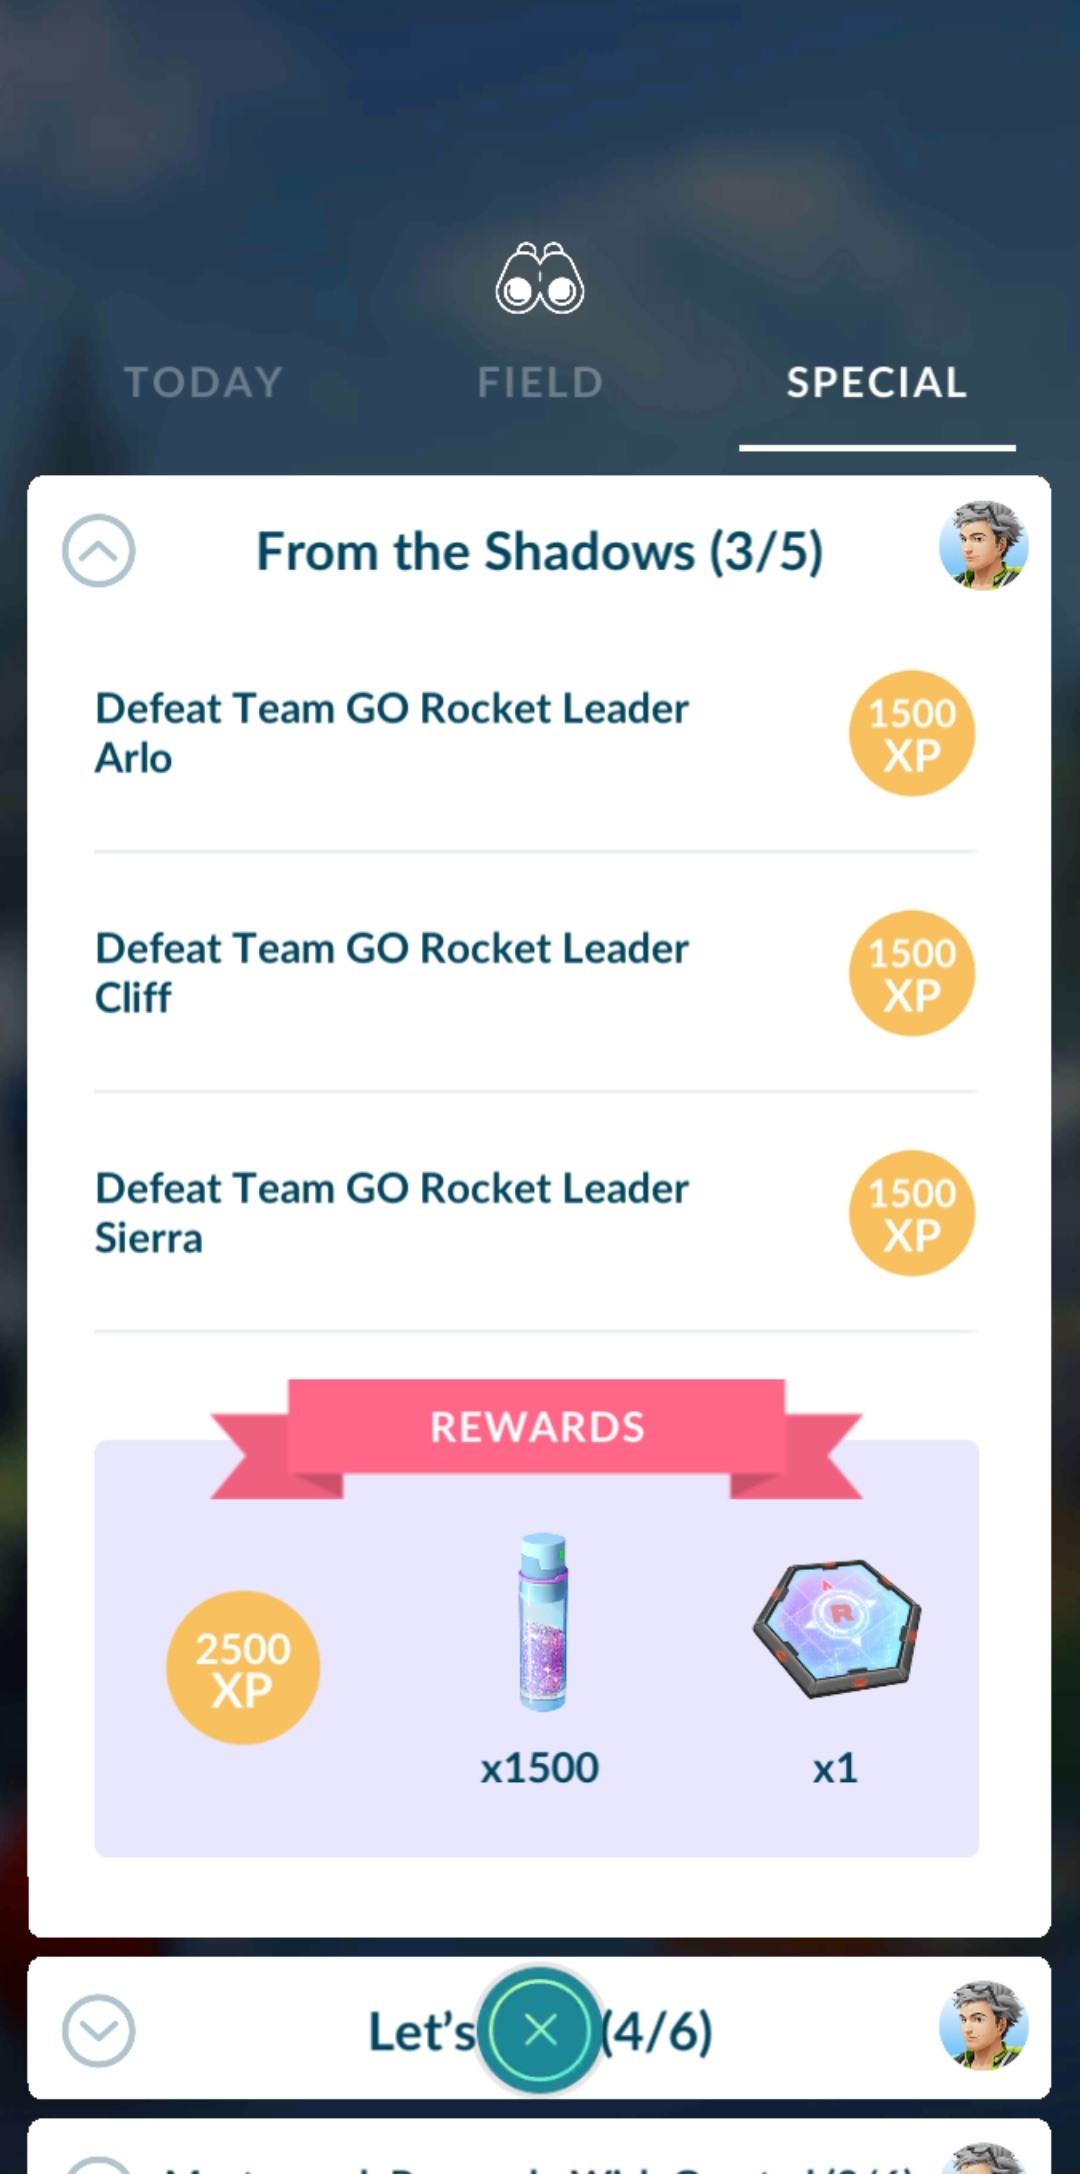 TODAY
FIELD
SPECIAL
From the Shadows (3/5)
Defeat Team GO Rocket Leader
Arlo
1500
XP
Defeat Team GO Rocket Leader
Cliff
1500
XP
Defeat Team GO Rocket Leader
Sierra
1500
XP
REWARDS
2500
XP
x1500
R
x1
Let's (4/6)